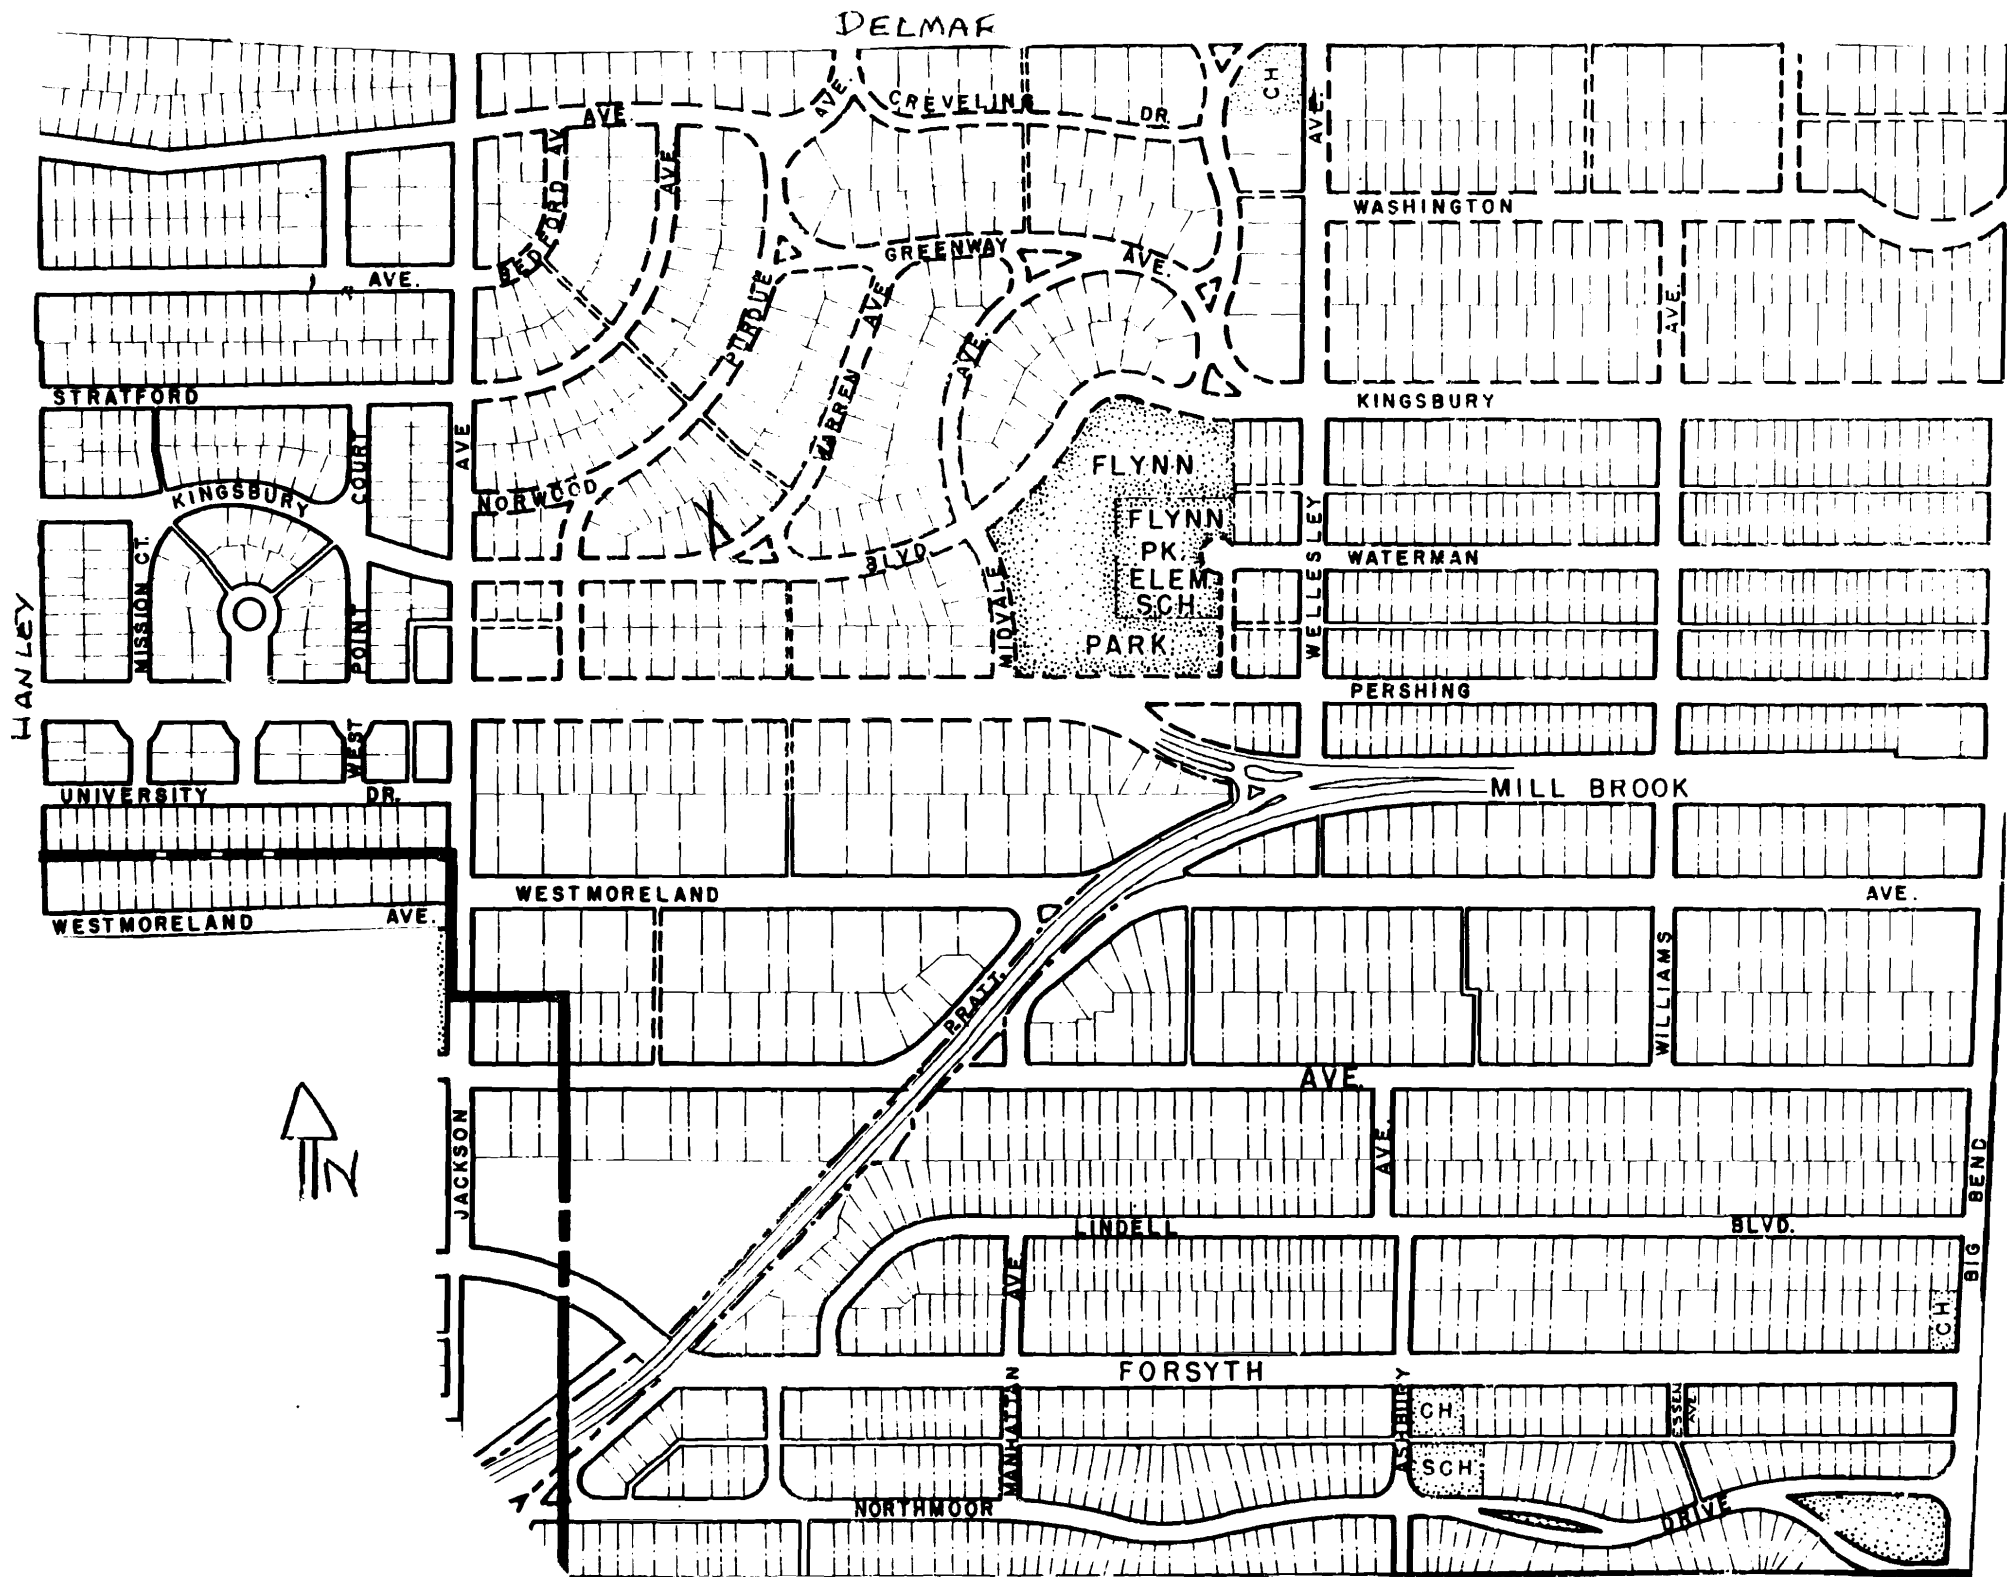 DELMAR
CH
CREVELING
AVE.
AVE.
DR.
AVE.
BEDFORD AV
AVE.
WASHINGTON
GREENWAY
AVE.
AVE.
PURDUE
AVE
AVE.
AVE.
WARREN
STRATFORD
KINGSBURY
COURT
AVE
FLYNN
NORWOOD
KINGSBURY
FLYNN
PK.
ELEM.
SCH.
PARK
WELLESLEY
WATERMAN
MISSION CT.
BLVD
MIDVALE
HANLEY
POINT
WEST
PERSHING
UNIVERSITY
DR.
MILL BROOK
WESTMORELAND
AVE.
WESTMORELAND
AVE.
WILLIAMS
PRATT.
AVE.
N
JACKSON
AVE.
LINDELL
BLVD.
BIG BEND
AVE
CH
FORSYTH
MANHATTAN
ASHBURY
CH
ESSEN
AVE
SCH.
NORTHMOOR
DRIVE